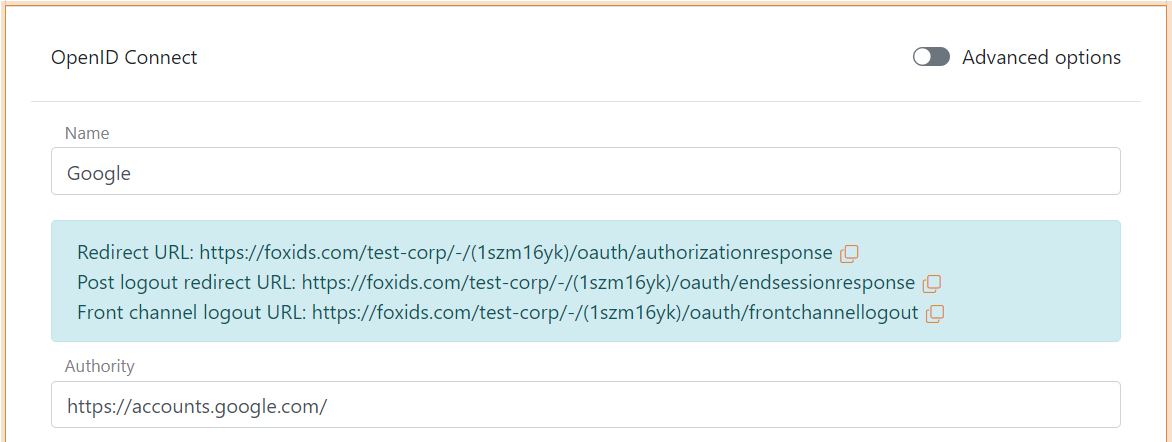 OpenID Connect
Advanced options
Name
Google
Redirect URL: https://foxids.com/test-corp/-/(1szm16yk)/oauth/authorizationresponse
Post logout redirect URL: https://foxids.com/test-corp/-/(1szm16yk)/oauth/endsessionresponse
Front channel logout URL: https://foxids.com/test-corp/-/(1szm16yk)/oauth/frontchannellogout
Authority
https://accounts.google.com/